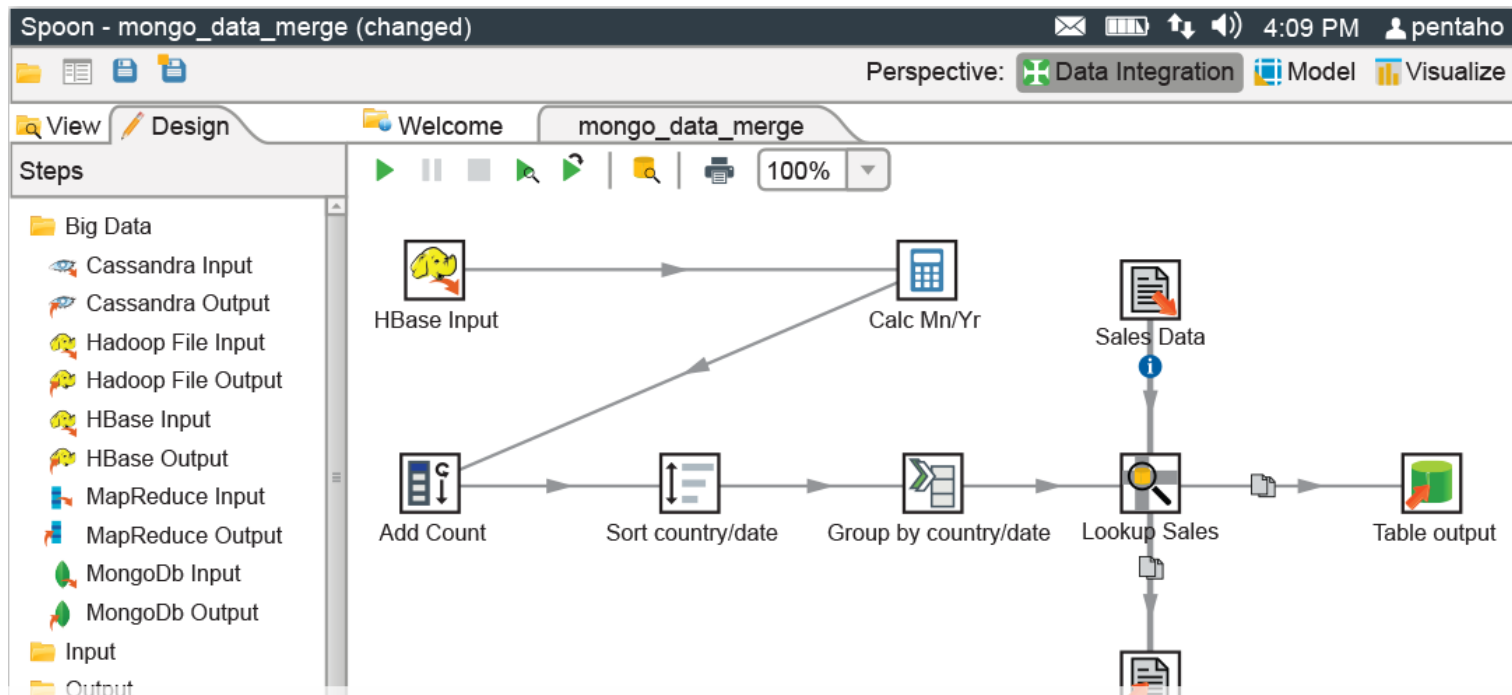 Spoon - mongo_data_merge (changed)
4:09 PM
pentaho
Perspective:
Data Integration
Model
Visualize
View
Design
Welcome
mongo_data_merge
Steps
100%
Big Data
Cassandra Input
Cassandra Output
Hadoop File Input
Hadoop File Output
HBase Input
HBase Output
MapReduce Input
MapReduce Output
MongoDb Input
MongoDb Output
Input
Output
HBase Input
Calc Mn/Yr
Sales Data
i
Add Count
Sort country/date
Group by country/date
Lookup Sales
Table output